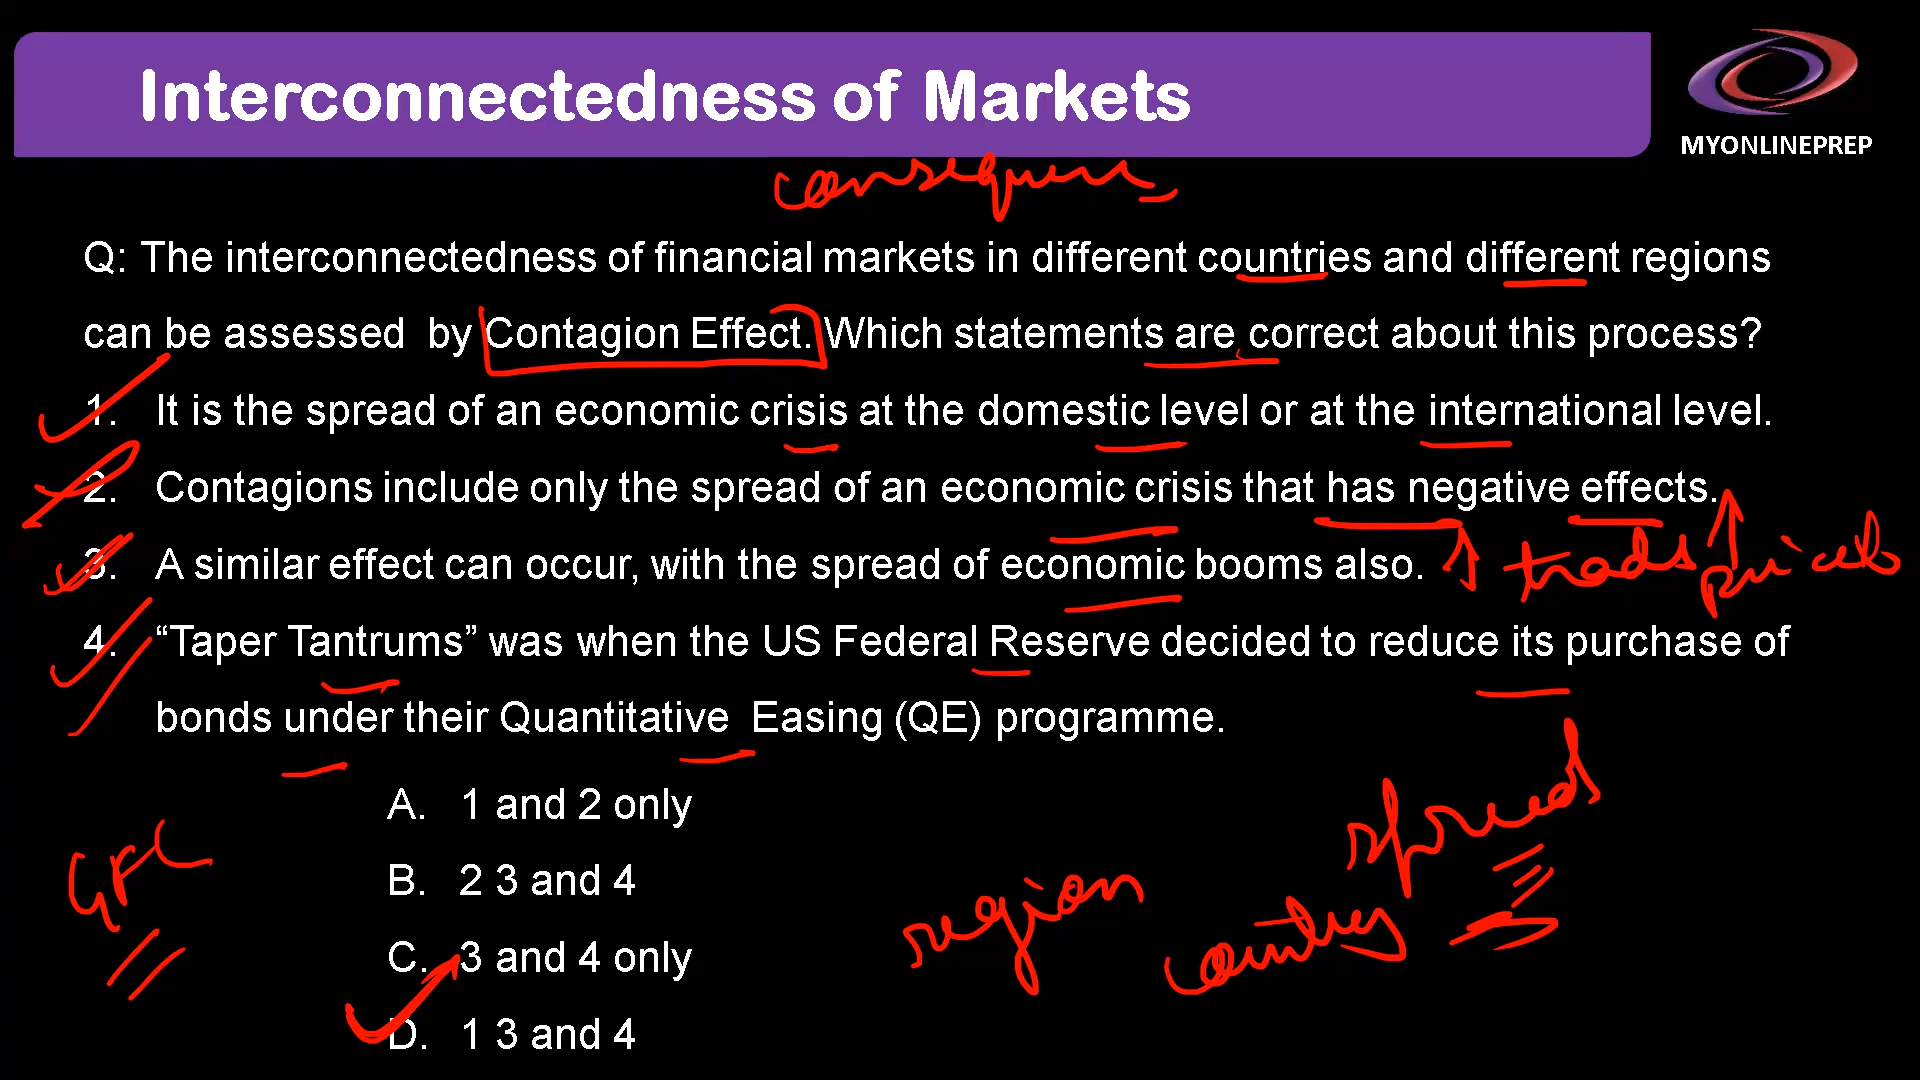 Interconnectedness of Markets
MYONLINEPREP
Q: The interconnectedness of financial markets in different countries and different regions
can be assessed by Contagion Effect. Which statements are correct about this process?
1. It is the spread of an economic crisis at the domestic level or at the international level.
2. Contagions include only the spread of an economic crisis that has negative effects.
3. A similar effect can occur, with the spread of economic booms also.
4. “Taper Tantrums” was when the US Federal Reserve decided to reduce its purchase of
bonds under their Quantitative Easing (QE) programme.
A. 1 and 2 only
B. 2 3 and 4
C. 3 and 4 only
D. 1 3 and 4
GFC
region
country
spread